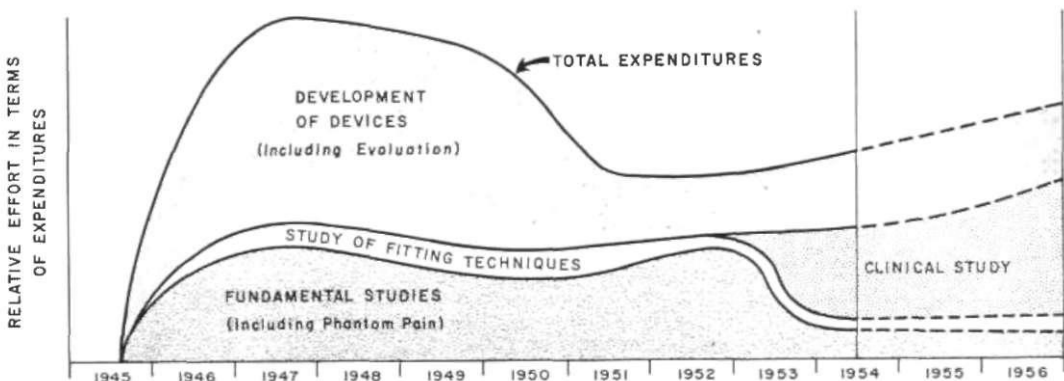 RELATIVE EFFORT IN TERMS
OF EXPENDITURES
TOTAL EXPENDITURES
DEVELOPMENT
OF DEVICES
(Including Evaluation)
STUDY OF FITTING TECHNIQUES
CLINICAL STUDY
FUNDAMENTAL STUDIES
(Including Phantom Pain)
1945 1946 1947 1948 1949 1950 1951 1952 1953 1954 1955 1956